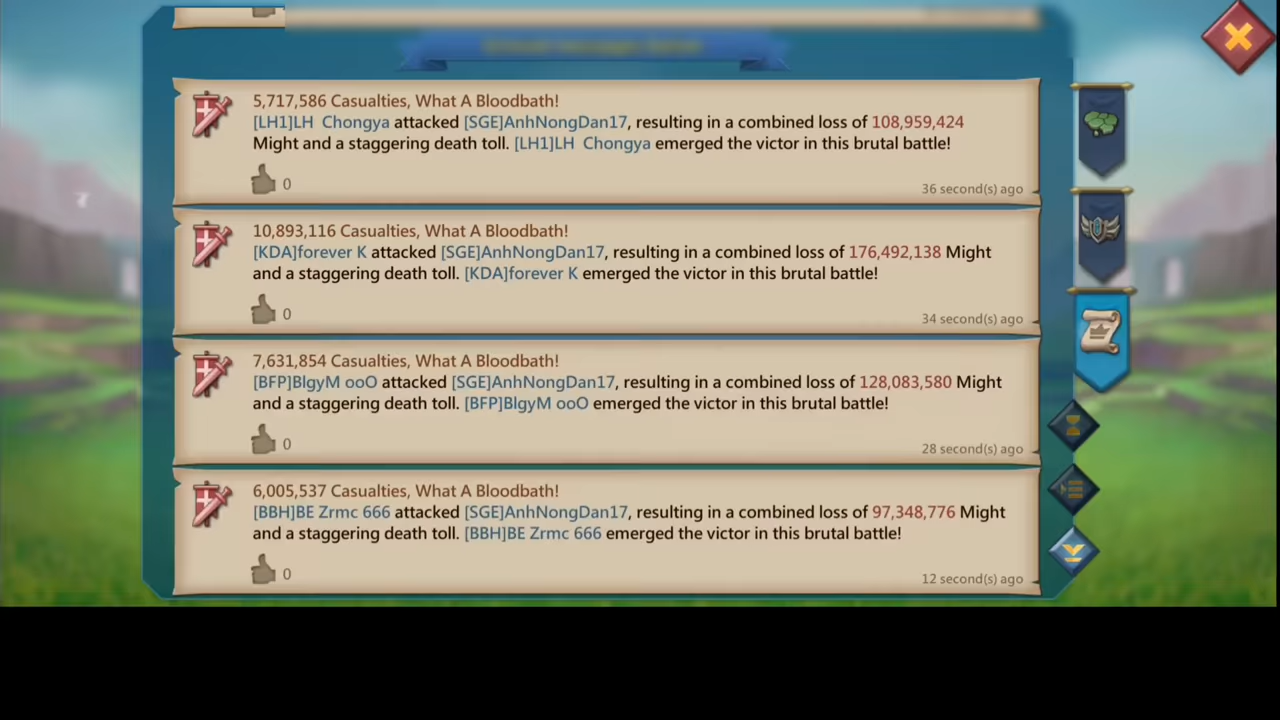 5,717,586 Casualties, What A Bloodbath!
[LH1]LH Chongya attacked [SGE]AnhNongDan17, resulting in a combined loss of 108,959,424
Might and a staggering death toll. [LH1]LH Chongya emerged the victor in this brutal battle!
0
36 second(s) ago
10,893,116 Casualties, What A Bloodbath!
[KDA]forever K attacked [SGE]AnhNongDan17, resulting in a combined loss of 176,492,138 Might
and a staggering death toll. [KDA]forever K emerged the victor in this brutal battle!
0
34 second(s) ago
7,631,854 Casualties, What A Bloodbath!
[BFP]BlgyM ooO attacked [SGE]AnhNongDan17, resulting in a combined loss of 128,083,580 Might
and a staggering death toll. [BFP]BlgyM ooO emerged the victor in this brutal battle!
0
28 second(s) ago
6,005,537 Casualties, What A Bloodbath!
[BBH]BE Zrmc 666 attacked [SGE]AnhNongDan17, resulting in a combined loss of 97,348,776 Might
and a staggering death toll. [BBH]BE Zrmc 666 emerged the victor in this brutal battle!
0
12 second(s) ago